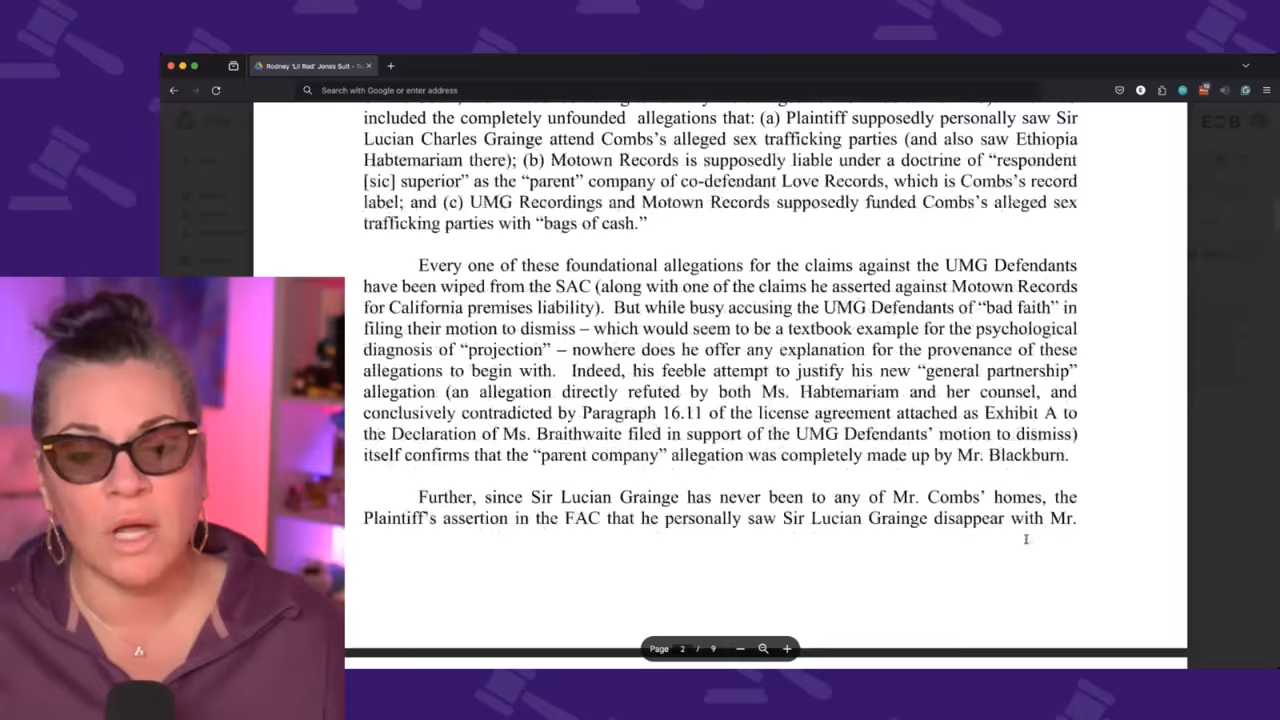 Rodney 'Lil Rod' Jones Suit - To
Search with Google or enter address
included the completely unfounded allegations that: (a) Plaintiff supposedly personally saw Sir
Lucian Charles Grainge attend Combs's alleged sex trafficking parties (and also saw Ethiopia
Habtemariam there); (b) Motown Records is supposedly liable under a doctrine of “respondent
[sic] superior” as the “parent” company of co-defendant Love Records, which is Combs's record
label; and (c) UMG Recordings and Motown Records supposedly funded Combs's alleged sex
trafficking parties with “bags of cash.”
Every one of these foundational allegations for the claims against the UMG Defendants
have been wiped from the SAC (along with one of the claims he asserted against Motown Records
for California premises liability). But while busy accusing the UMG Defendants of “bad faith” in
filing their motion to dismiss – which would seem to be a textbook example for the psychological
diagnosis of “projection” – nowhere does he offer any explanation for the provenance of these
allegations to begin with. Indeed, his feeble attempt to justify his new “general partnership”
allegation (an allegation directly refuted by both Ms. Habtemariam and her counsel, and
conclusively contradicted by Paragraph 16.11 of the license agreement attached as Exhibit A to
the Declaration of Ms. Braithwaite filed in support of the UMG Defendants' motion to dismiss)
itself confirms that the “parent company” allegation was completely made up by Mr. Blackburn.
Further, since Sir Lucian Grainge has never been to any of Mr. Combs' homes, the
Plaintiff's assertion in the FAC that he personally saw Sir Lucian Grainge disappear with Mr.
Page 2 / 9